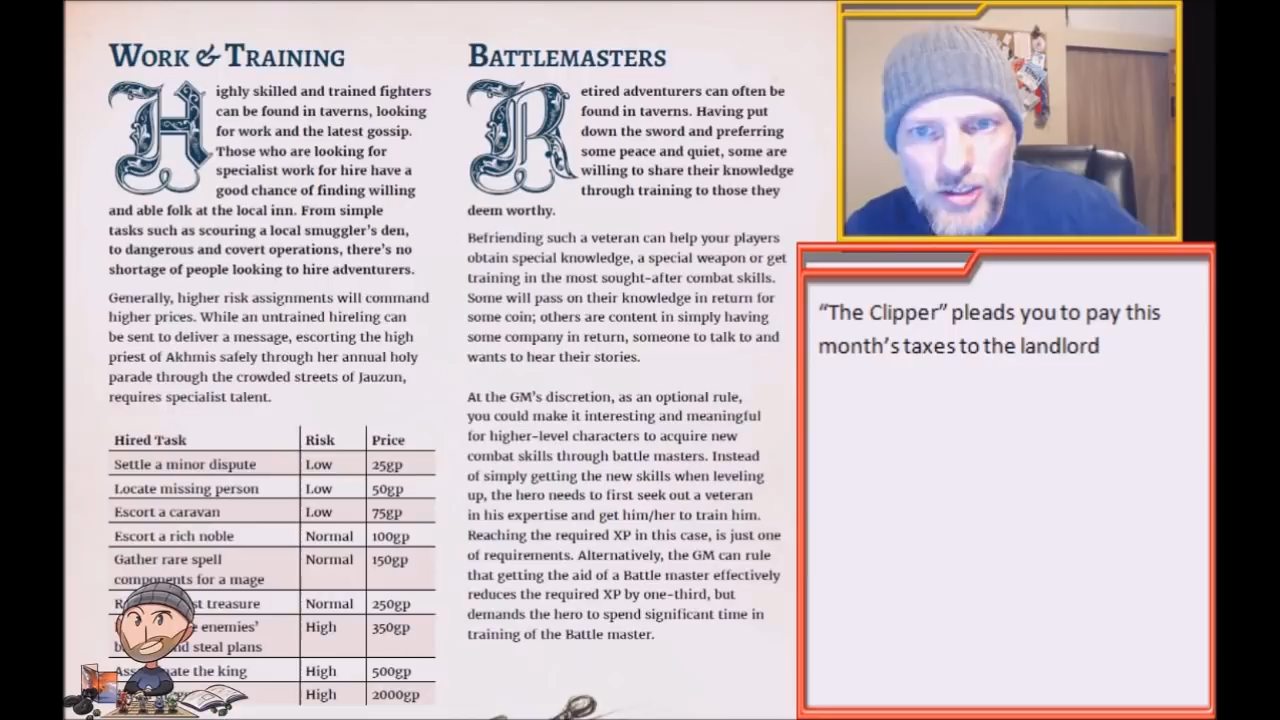 WORK & TRAINING
Highly skilled and trained fighters
can be found in taverns, looking
for work and the latest gossip.
Those who are looking for
specialist work for hire have a
good chance of finding willing
and able folk at the local inn. From simple
tasks such as scouring a local smuggler's den,
to dangerous and covert operations, there's no
shortage of people looking to hire adventurers.
Generally, higher risk assignments will command
higher prices. While an untrained hireling can
be sent to deliver a message, escorting the high
priest of Akhmis safely through her annual holy
parade through the crowded streets of Jauzun,
requires specialist talent.
Hired Task Risk Price
Settle a minor dispute Low 25gp
Locate missing person Low 50gp
Escort a caravan Low 75gp
Escort a rich noble Normal 100gp
Gather rare spell Normal 150gp
components for a mage
treasure Normal 250gp
enemies' High 350gp
steal plans
the king High 500gp
High 2000gp
BATTLEMASTERS
Retired adventurers can often be
found in taverns. Having put
down the sword and preferring
some peace and quiet, some are
willing to share their knowledge
through training to those they
deem worthy.
Befriending such a veteran can help your players
obtain special knowledge, a special weapon or get
training in the most sought-after combat skills.
Some will pass on their knowledge in return for
some coin; others are content in simply having
some company in return, someone to talk to and
wants to hear their stories.
At the GM's discretion, as an optional rule,
you could make it interesting and meaningful
for higher-level characters to acquire new
combat skills through battle masters. Instead
of simply getting the new skills when leveling
up, the hero needs to first seek out a veteran
in his expertise and get him/her to train him.
Reaching the required XP in this case, is just one
of requirements. Alternatively, the GM can rule
that getting the aid of a Battle master effectively
reduces the required XP by one-third, but
demands the hero to spend significant time in
training of the Battle master.
“The Clipper” pleads you to pay this
month's taxes to the landlord